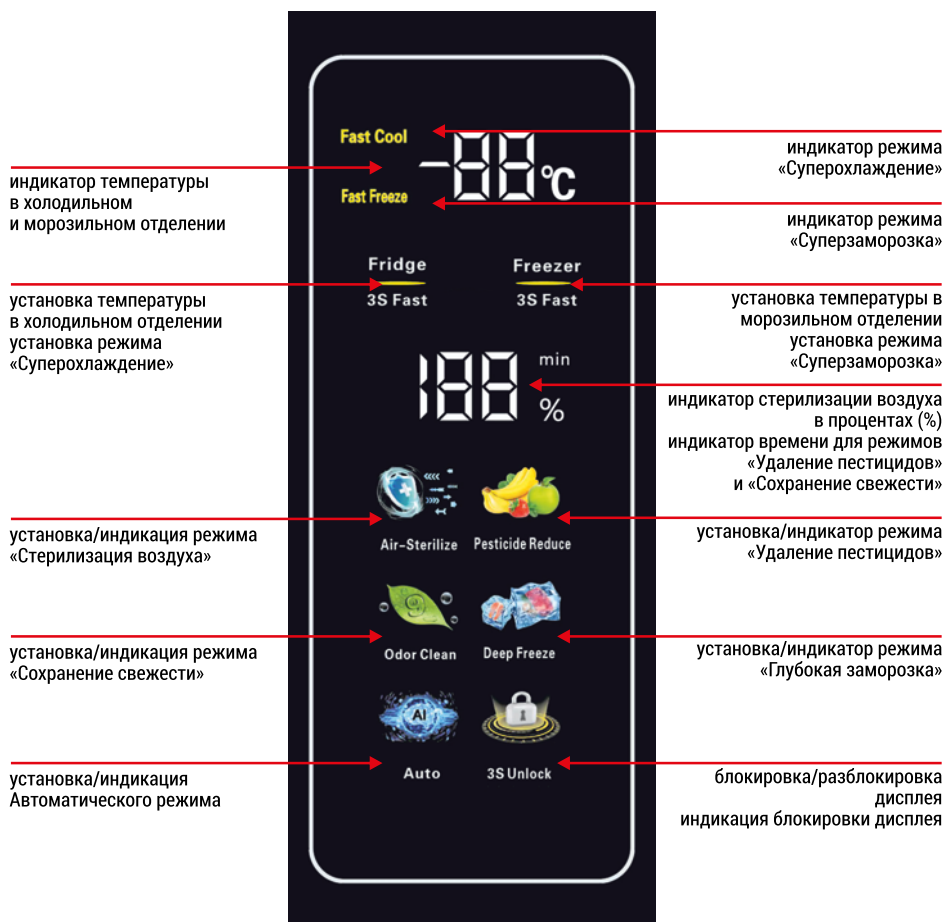 Fast Cool
-88°C
Fast Freeze
индикатор режима
«Суперохлаждение»
индикатор температуры
в холодильном
и морозильном отделении
индикатор режима
«Суперзаморозка»
Fridge
3S Fast
Freezer
3S Fast
установка температуры
в холодильном отделении
установка режима
«Суперохлаждение»
установка температуры в
морозильном отделении
установка режима
«Суперзаморозка»
188
min
%
индикатор стерилизации воздуха
в процентах (%)
индикатор времени для режимов
«Удаление пестицидов»
и «Сохранение свежести»
Air-Sterilize
Pesticide Reduce
установка/индикация режима
«Стерилизация воздуха»
установка/индикатор режима
«Удаление пестицидов»
Odor Clean
Deep Freeze
установка/индикация режима
«Сохранение свежести»
установка/индикатор режима
«Глубокая заморозка»
AI
Auto
3S Unlock
установка/индикация
Автоматического режима
блокировка/разблокировка
дисплея
индикация блокировки дисплея